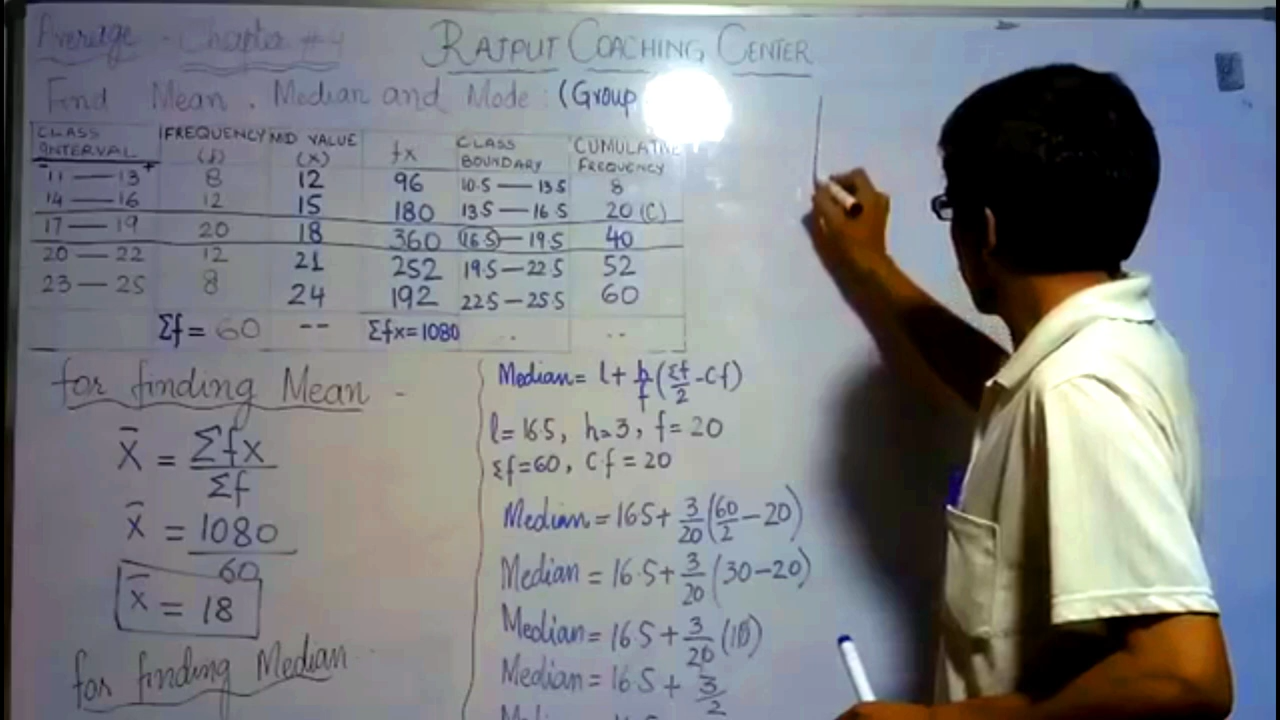 Average - Chapter # 4
RAJPUT COACHING CENTER
Find Mean, Median and Mode: (Group
CLASS INTERVAL FREQUENCY (f) MID VALUE (X) fx CLASS BOUNDARY CUMULATIVE FREQUENCY
11 — 13 8 12 96 10.5 — 13.5 8
14 — 16 12 15 180 13.5 — 16.5 20 (C)
17 — 19 20 18 360 16.5 — 19.5 40
20 — 22 12 21 252 19.5 — 22.5 52
23 — 25 8 24 192 22.5 — 25.5 60
Σf = 60 -- Σfx = 1080 .. ..
for finding Mean -
X̄ = Σfx / Σf
X̄ = 1080 / 60
X̄ = 18
for finding Median
Median = l + h/f (Σf/2 - Cf)
l = 16.5, h = 3, f = 20
Σf = 60, C.f = 20
Median = 16.5 + 3/20 (60/2 - 20)
Median = 16.5 + 3/20 (30 - 20)
Median = 16.5 + 3/20 (10)
Median = 16.5 + 3/2